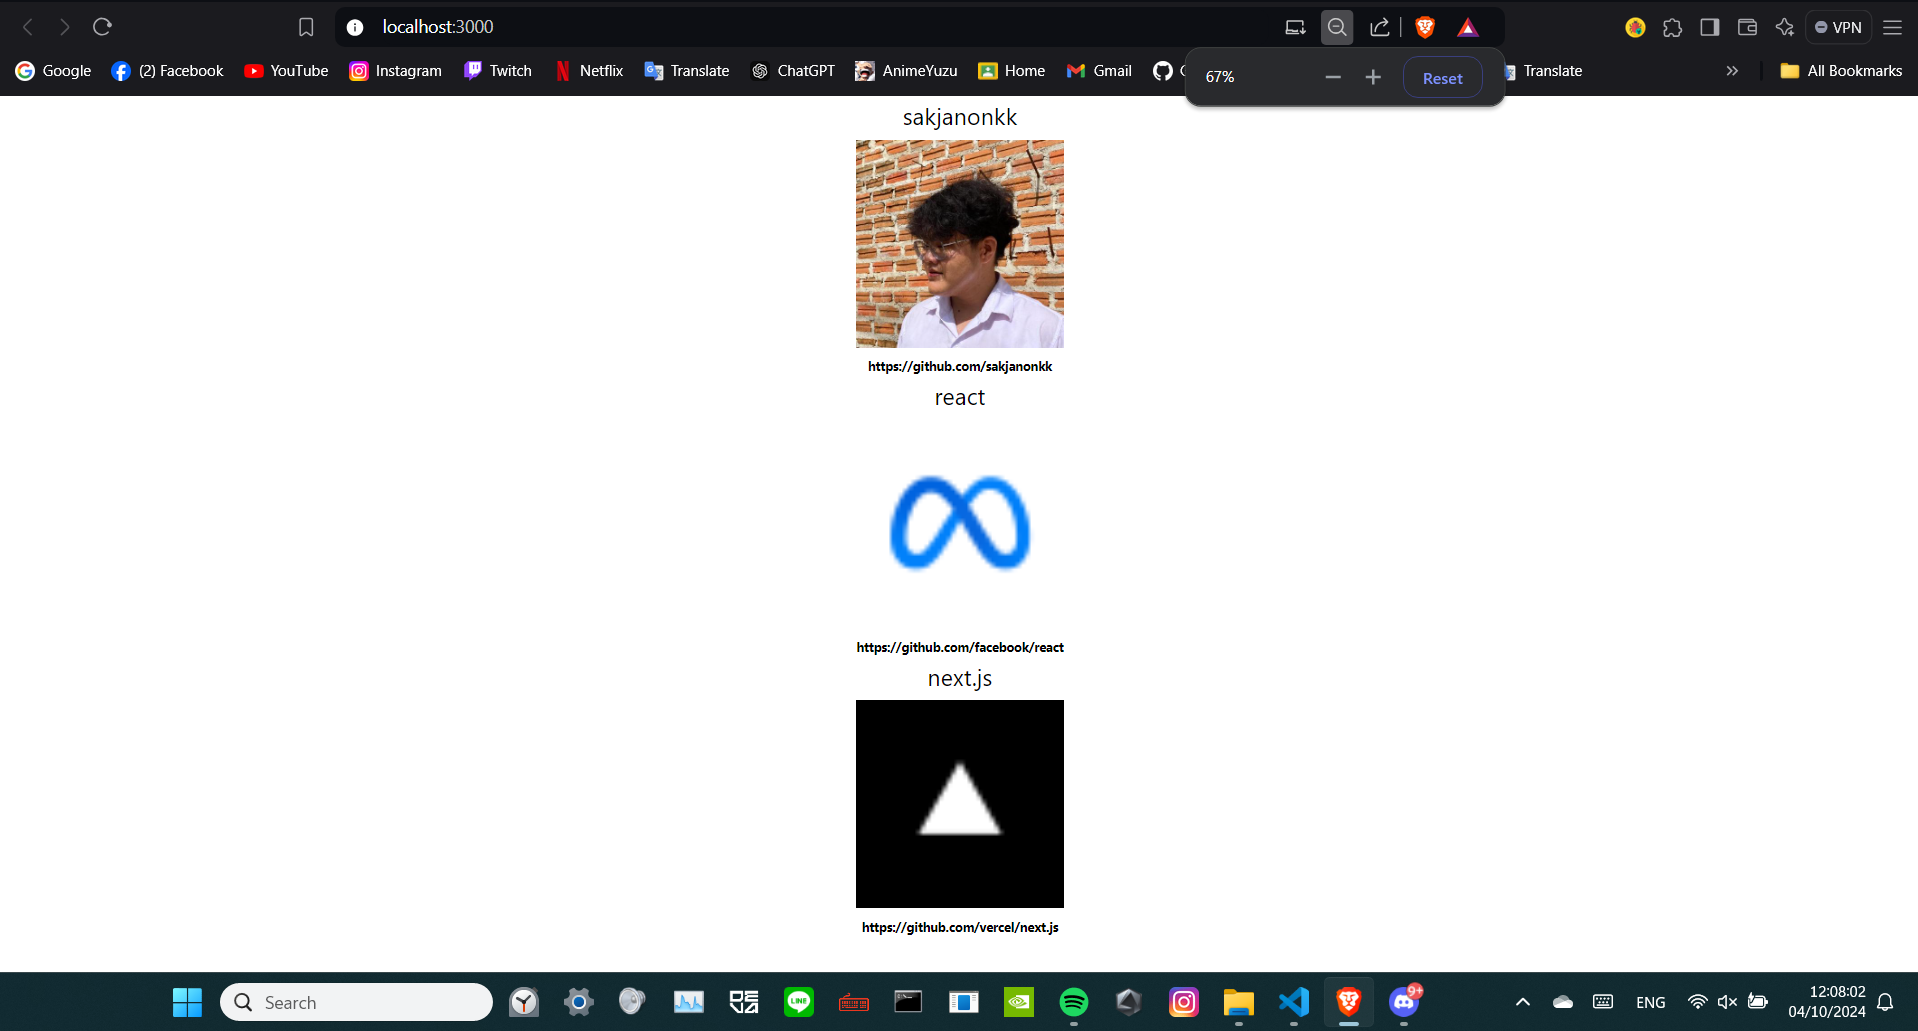 localhost:3000
VPN
Google
(2) Facebook
YouTube
Instagram
Twitch
Netflix
Translate
ChatGPT
AnimeYuzu
Home
Gmail
67%
Reset
Translate
All Bookmarks
sakjanonkk
https://github.com/sakjanonkk
react
https://github.com/facebook/react
next.js
https://github.com/vercel/next.js
Search
LINE
9+
ENG
12:08:02
04/10/2024